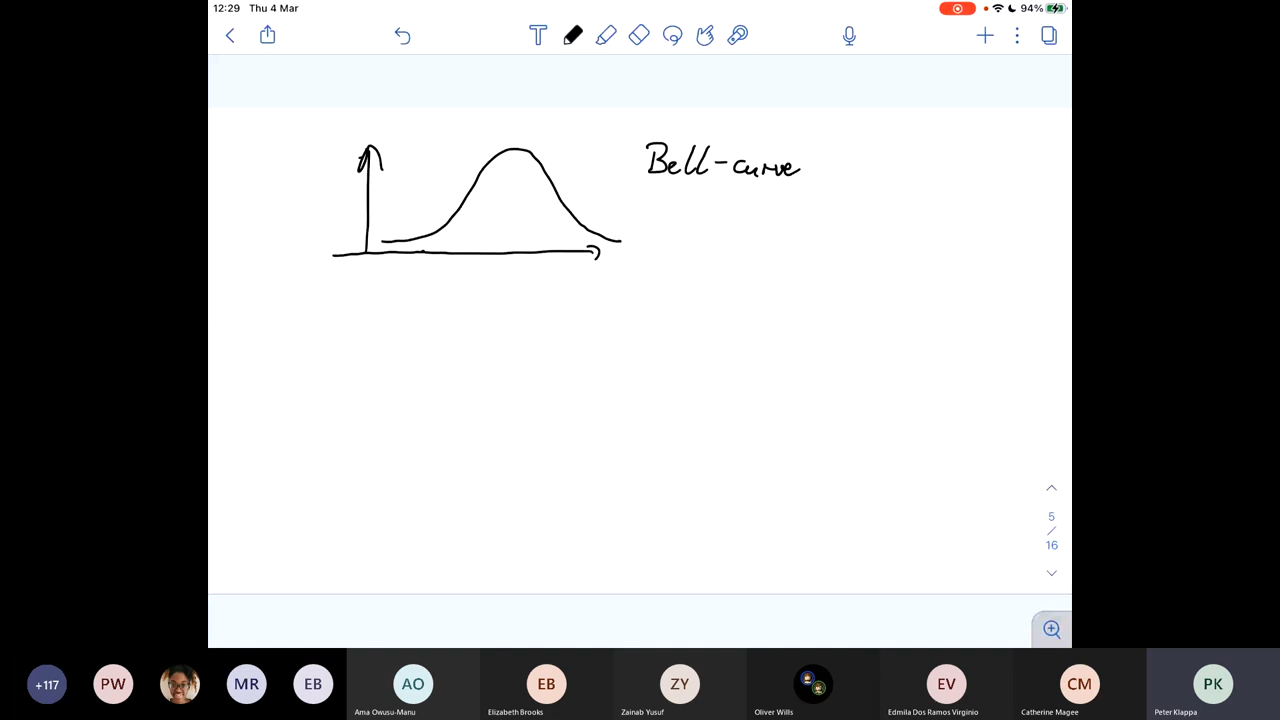 12:29 Thu 4 Mar
94%
T
Bell-curve
5
/
16
+117
PW
MR
EB
AO
EB
ZY
EV
CM
PK
Ama Owusu-Manu
Elizabeth Brooks
Zainab Yusuf
Oliver Wills
Edmila Dos Ramos Virginio
Catherine Magee
Peter Klappa